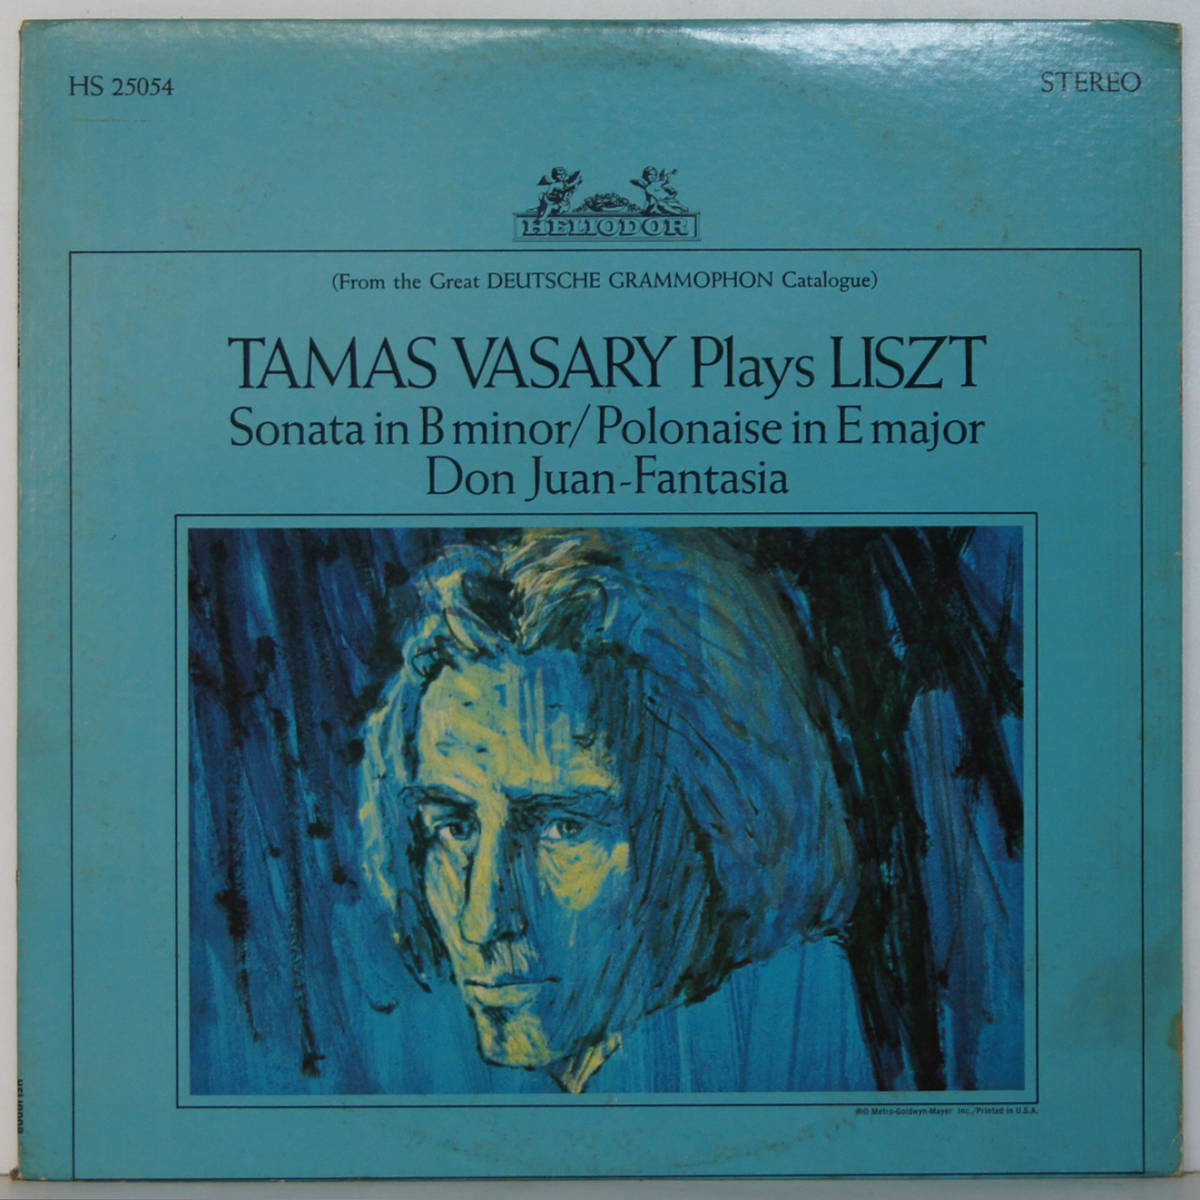 HS 25054
STEREO
HELIODOR
(From the Great DEUTSCHE GRAMMOPHON Catalogue)
TAMAS VASARY Plays LISZT
Sonata in B minor/Polonaise in E major
Don Juan-Fantasia
Metro-Goldwyn-Mayer Inc./Printed in U.S.A.
HELIODOR